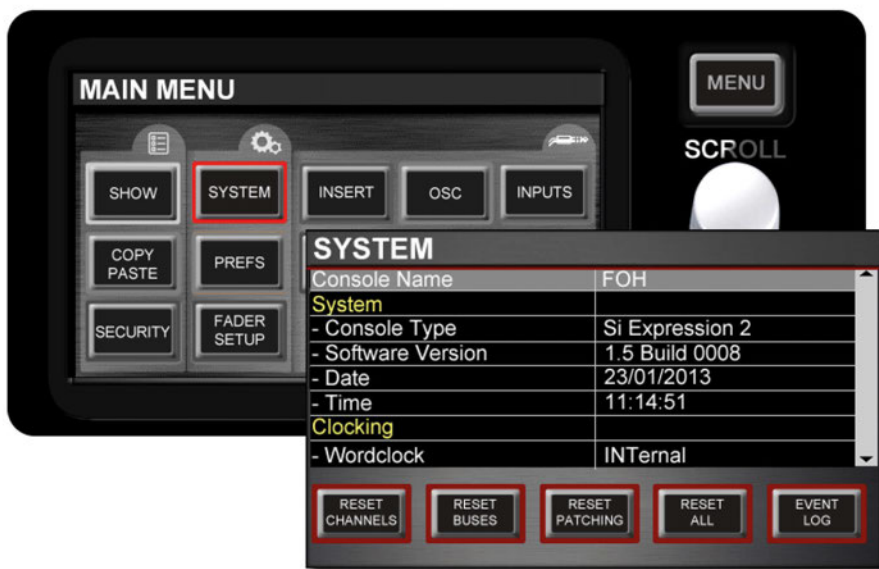 MAIN MENU
MENU
SCROLL
SHOW
SYSTEM
INSERT
OSC
INPUTS
COPY
PASTE
PREFS
SECURITY
FADER
SETUP
SYSTEM
Console Name FOH
System
- Console Type Si Expression 2
- Software Version 1.5 Build 0008
- Date 23/01/2013
- Time 11:14:51
Clocking
- Wordclock INTernal
RESET
CHANNELS
RESET
BUSES
RESET
PATCHING
RESET
ALL
EVENT
LOG